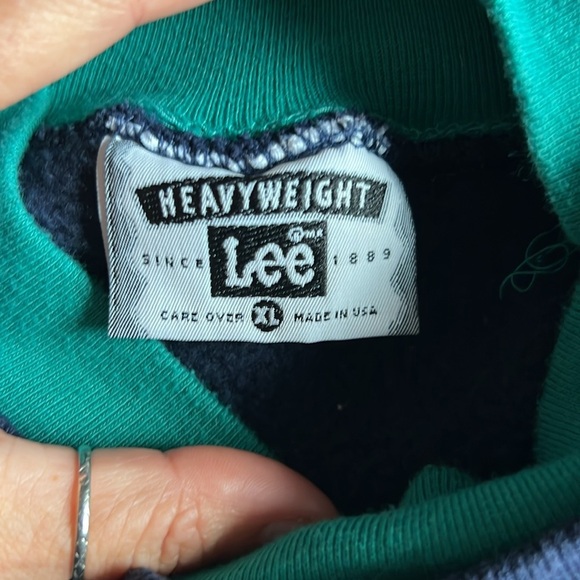 HEAVYWEIGHT
SINCE Lee ® 1889
CARE OVER XL MADE IN USA